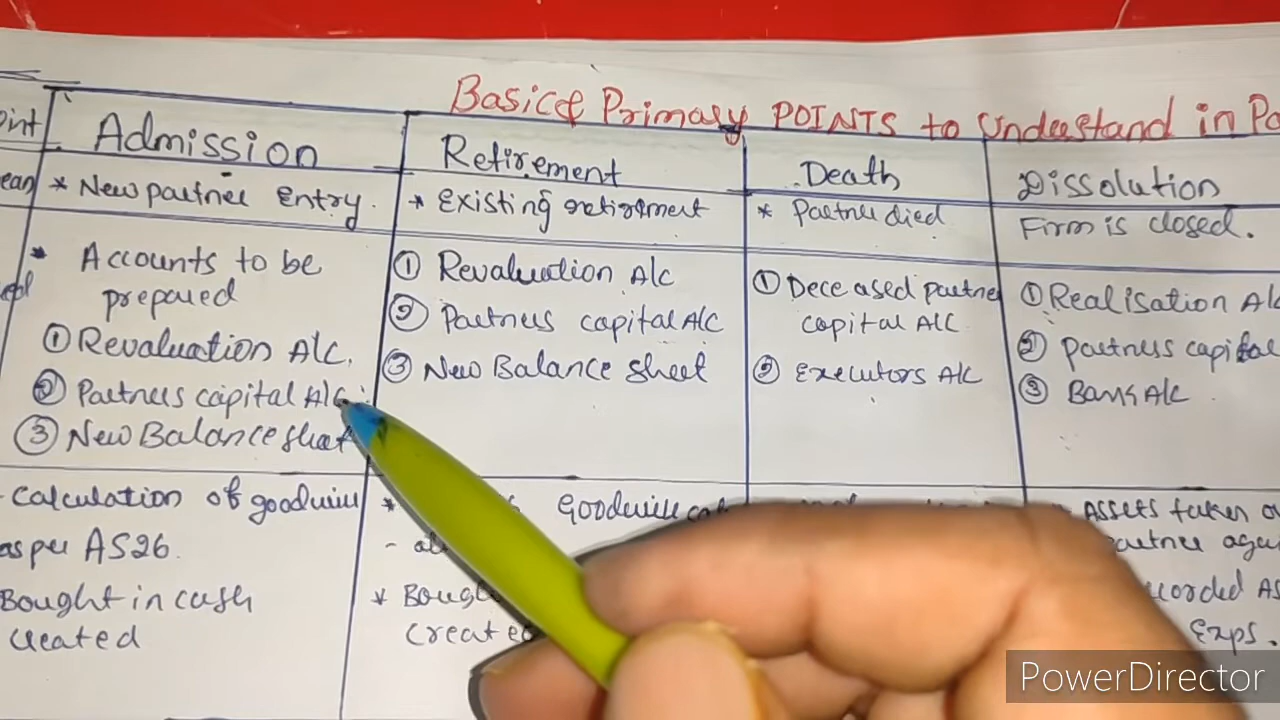 Basic & Primary POINTS to Understand in
Admission
Retirement
Death
Dissolution
* New partner Entry.
* Existing retirement
* Partner died
Firm is closed.
* Accounts to be
prepared
① Revaluation A/C.
② Partners capital A/C
③ New Balance sheet
① Revaluation A/C
② Partners capital A/C
③ New Balance sheet
① Deceased partner
capital A/C
② Executors A/C
① Realisation A/C
② partners capital
③ Bank A/C
- Calculation of goodwill
as per AS26.
Bought in cash
created
* Goodwill
* 
Created
- Assets taken
Exps.
PowerDirector